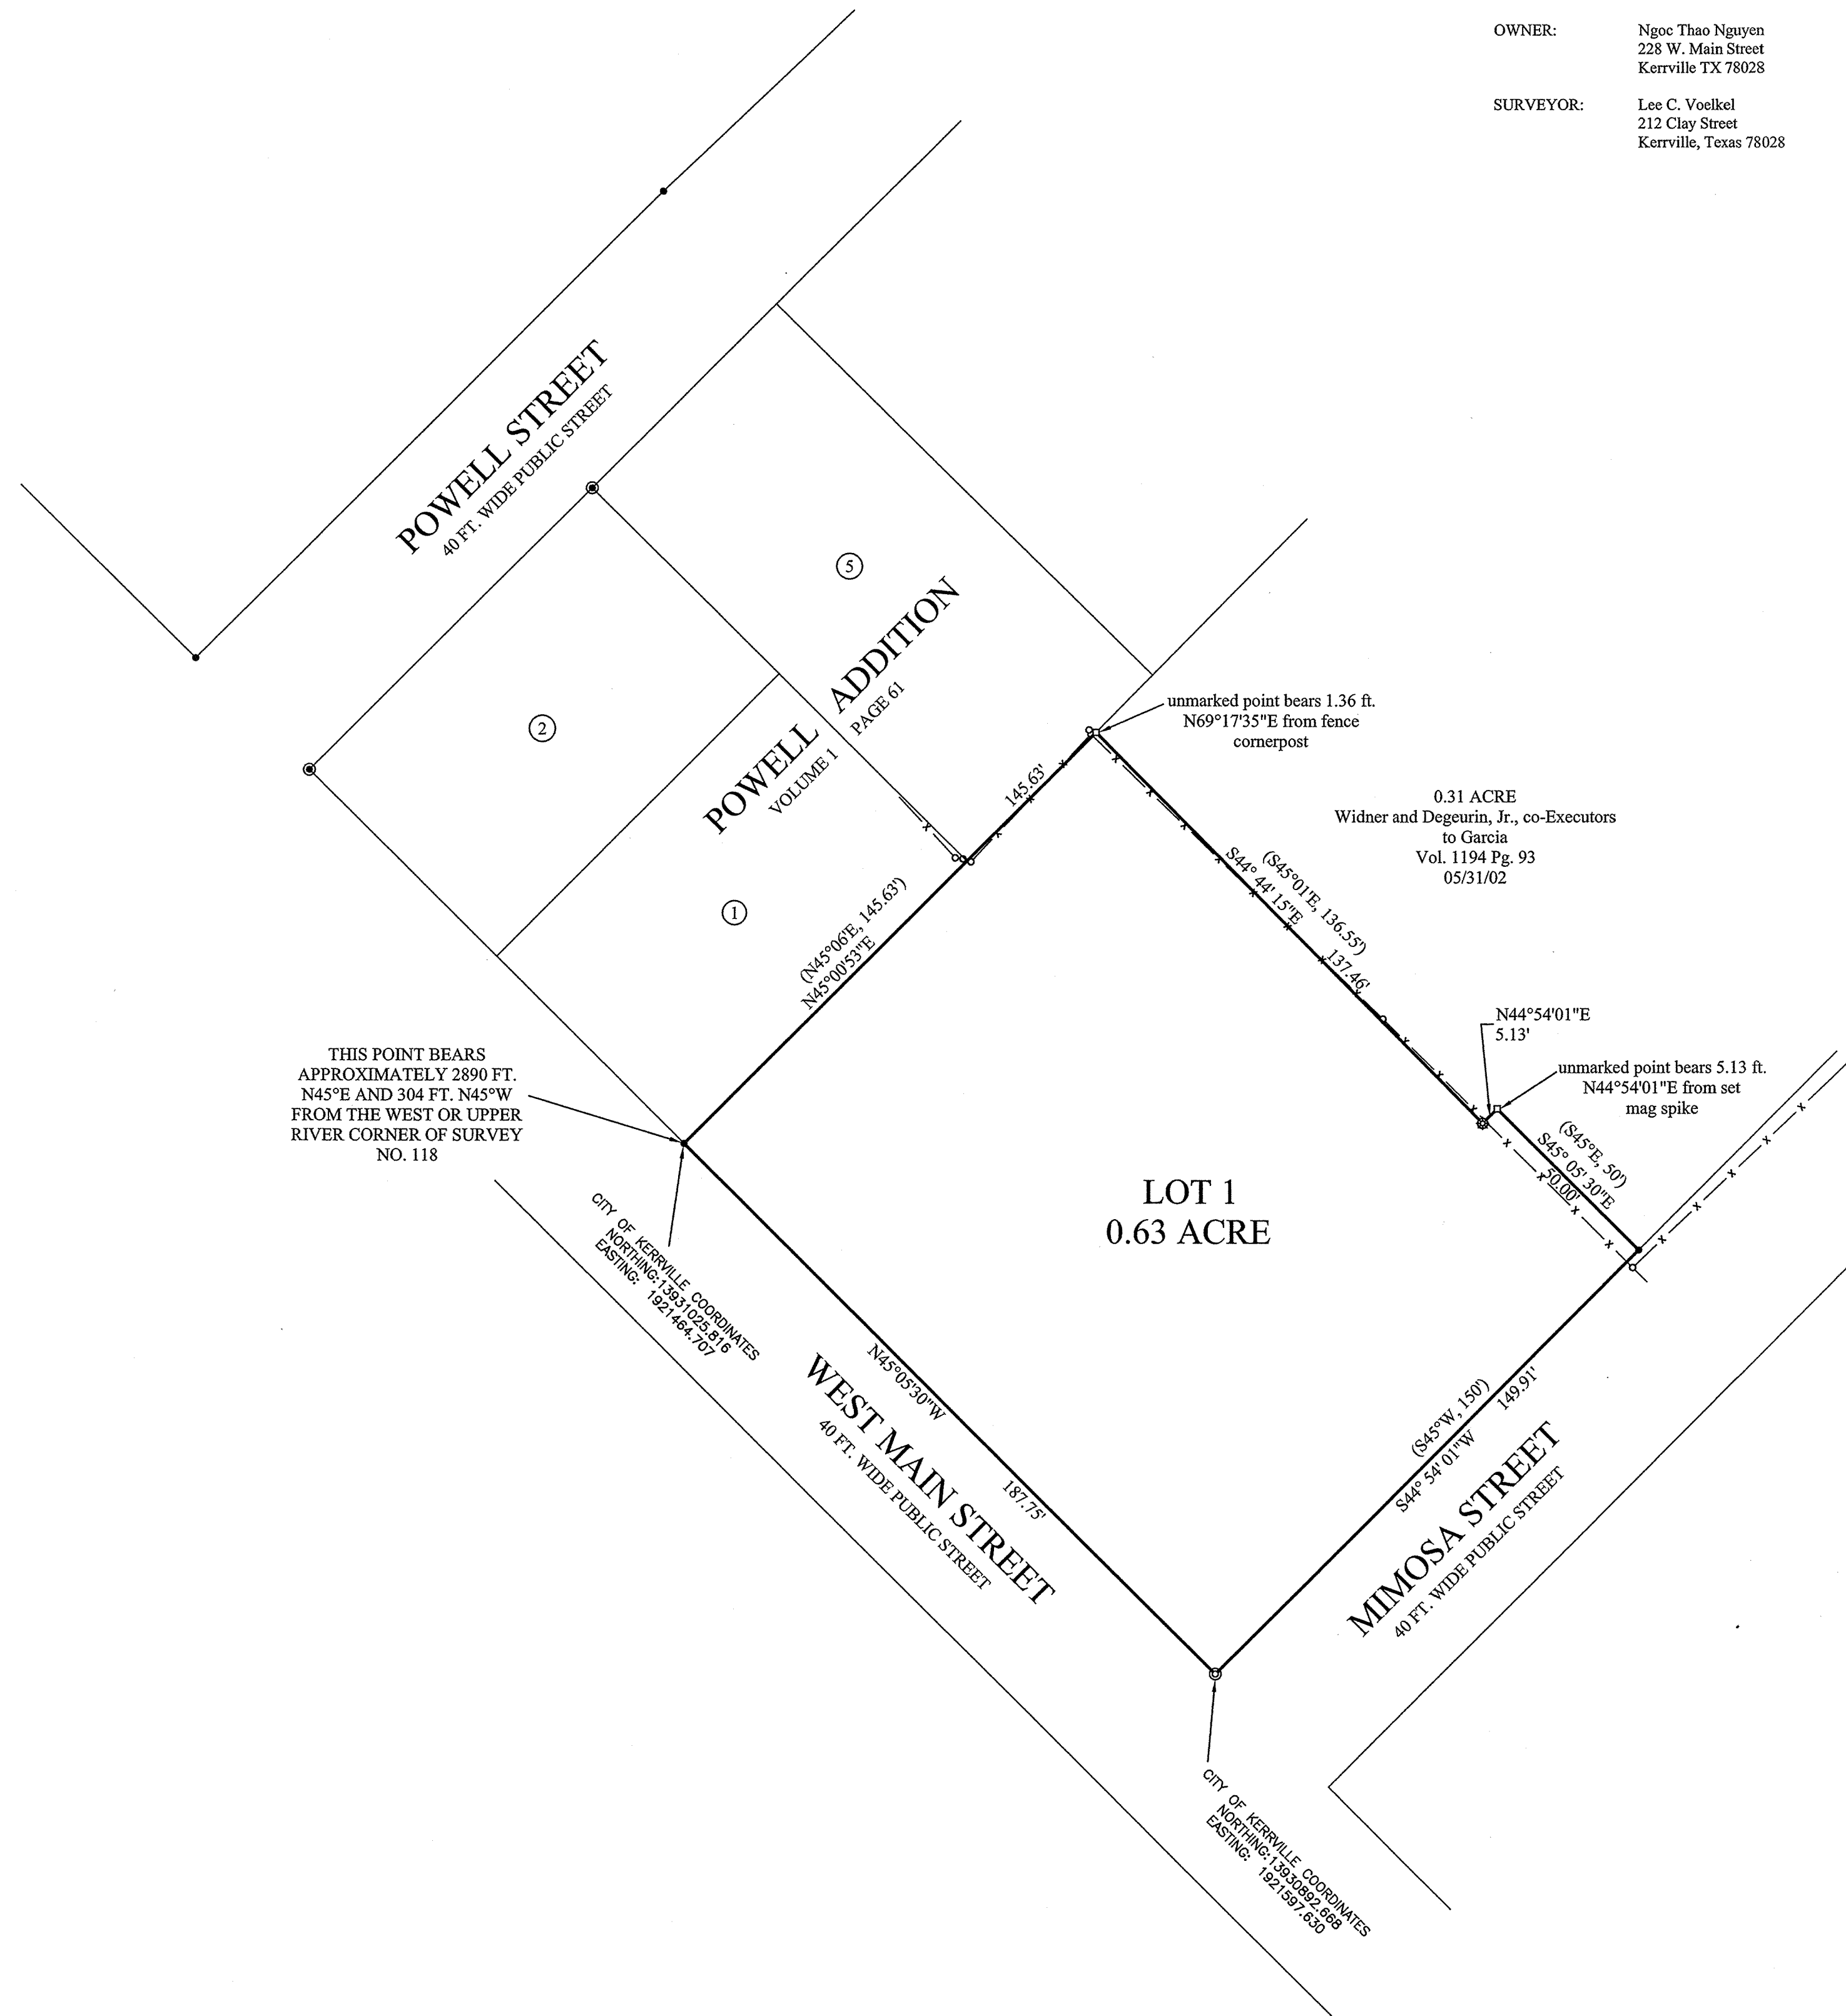 OWNER: Ngoc Thao Nguyen
228 W. Main Street
Kerrville TX 78028
SURVEYOR: Lee C. Voelkel
212 Clay Street
Kerrville, Texas 78028
POWELL STREET
40 FT. WIDE PUBLIC STREET
5
2
POWELL ADDITION
VOLUME 1 PAGE 61
1
unmarked point bears 1.36 ft.
N69°17'35"E from fence
cornerpost
145.63'
(N45°06'E, 145.63')
N45°00'53"E
0.31 ACRE
Widner and Degeurin, Jr., co-Executors
to Garcia
Vol. 1194 Pg. 93
05/31/02
(S45°01'E, 136.55')
S44° 44' 15"E
137.46'
N44°54'01"E
5.13'
unmarked point bears 5.13 ft.
N44°54'01"E from set
mag spike
(S45°E, 50')
S45° 05' 30"E
50.00'
THIS POINT BEARS
APPROXIMATELY 2890 FT.
N45°E AND 304 FT. N45°W
FROM THE WEST OR UPPER
RIVER CORNER OF SURVEY
NO. 118
LOT 1
0.63 ACRE
CITY OF KERRVILLE COORDINATES
NORTHING:13931025.816
EASTING: 1921464.707
N45°05'30"W
187.75'
WEST MAIN STREET
40 FT. WIDE PUBLIC STREET
(S45°W, 150')
149.91'
S44° 54' 01"W
MIMOSA STREET
40 FT. WIDE PUBLIC STREET
CITY OF KERRVILLE COORDINATES
NORTHING:13930892.668
EASTING: 1921597.630